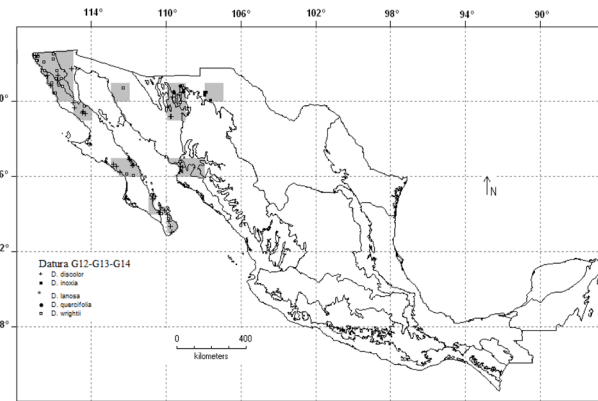 114° 110° 106° 102° 98° 94° 90°
0°
6°
N
2°
Datura G12-G13-G14
+ D. discolor
■ D. inoxia
* D. lanosa
● D. quercifolia
□ D. wrightii
8°
0 400
kilometers